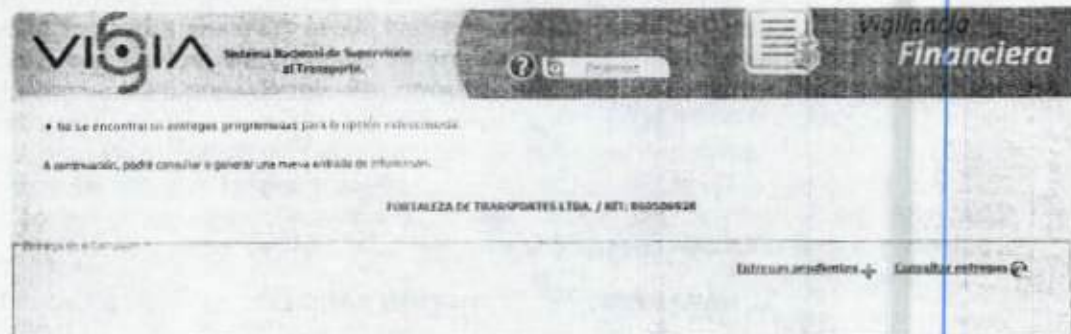 VIGIA
Sistema Nacional de Supervisión
al Transporte.
Vigilancia
Financiera
No se encontraron entregas programadas para la opción seleccionada.
A continuación, podrá consultar o generar una nueva entrada de información.
FORTALEZA DE TRANSPORTES LTDA. / NIT: 860506928
Entregas pendientes Consultar entregas